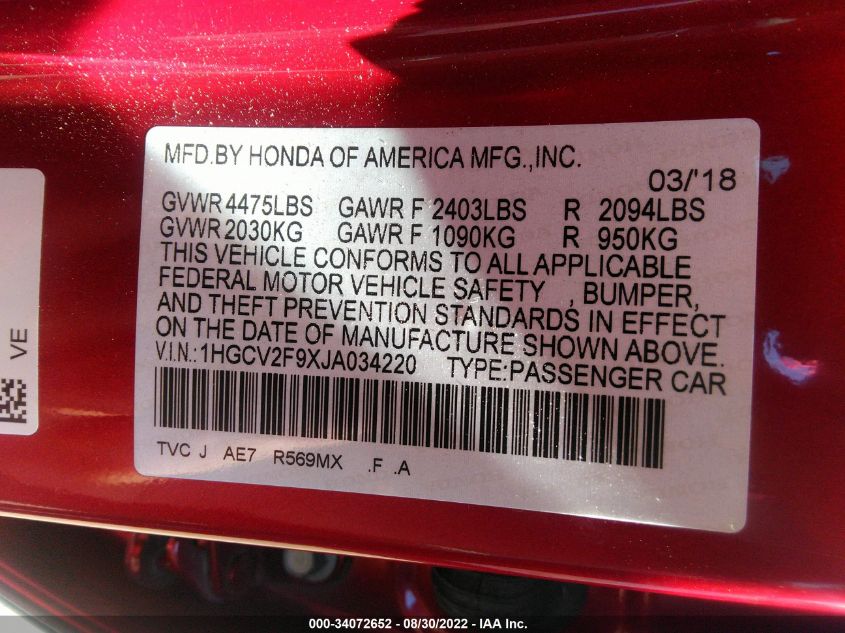 MFD.BY HONDA OF AMERICA MFG.,INC.
03/'18
GVWR 4475LBS GAWR F 2403LBS R 2094LBS
GVWR 2030KG GAWR F 1090KG R 950KG
THIS VEHICLE CONFORMS TO ALL APPLICABLE
FEDERAL MOTOR VEHICLE SAFETY , BUMPER,
AND THEFT PREVENTION STANDARDS IN EFFECT
ON THE DATE OF MANUFACTURE SHOWN ABOVE.
V.I.N.:1HGCV2F9XJA034220 TYPE:PASSENGER CAR
TVC J AE7 R569MX .F .A
VE
000-34072652 - 08/30/2022 - IAA Inc.